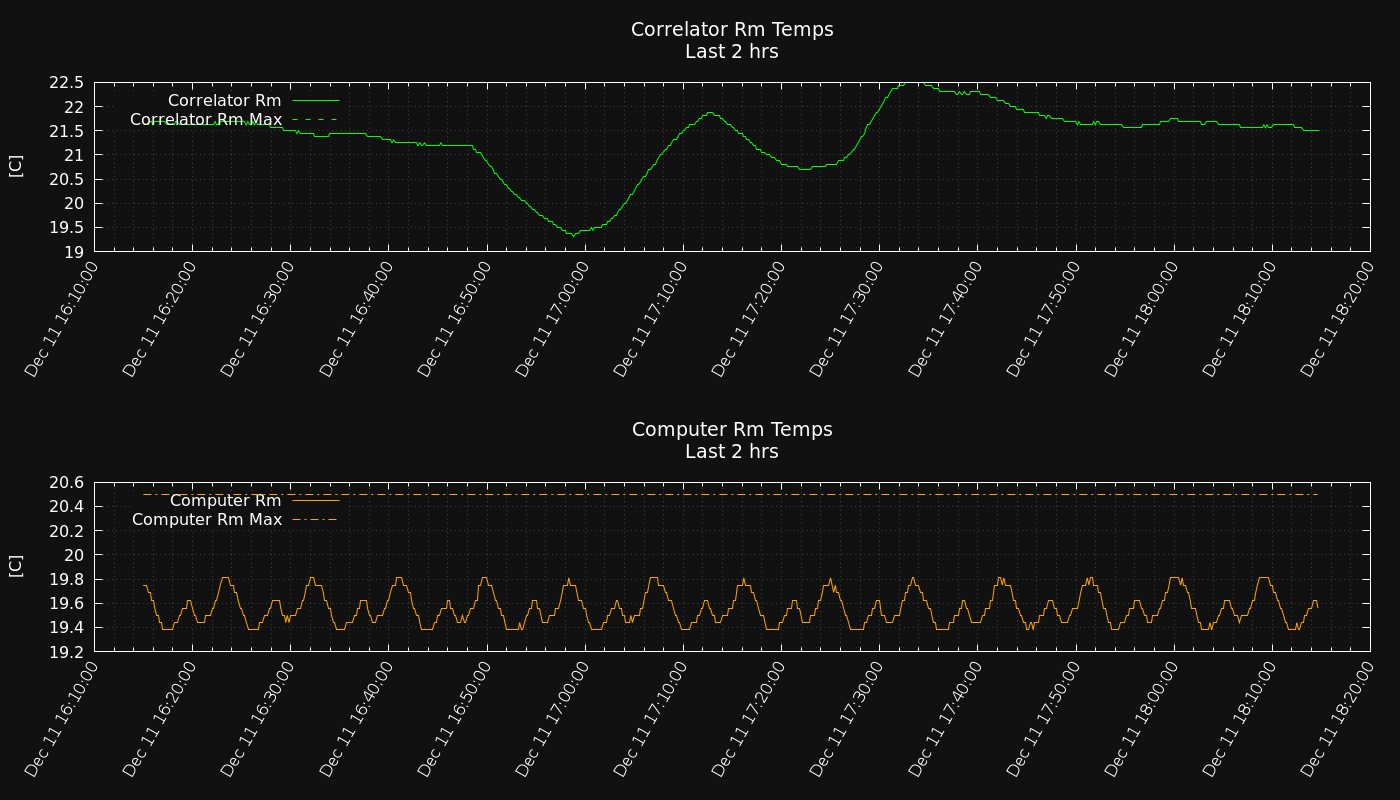 Correlator Rm Temps
Last 2 hrs
22.5
22
21.5
21
20.5
20
19.5
19
[C]
Correlator Rm
Correlator Rm Max
Dec 11 16:10:00
Dec 11 16:20:00
Dec 11 16:30:00
Dec 11 16:40:00
Dec 11 16:50:00
Dec 11 17:00:00
Dec 11 17:10:00
Dec 11 17:20:00
Dec 11 17:30:00
Dec 11 17:40:00
Dec 11 17:50:00
Dec 11 18:00:00
Dec 11 18:10:00
Dec 11 18:20:00
Computer Rm Temps
Last 2 hrs
20.6
20.4
20.2
20
19.8
19.6
19.4
19.2
[C]
Computer Rm
Computer Rm Max
Dec 11 16:10:00
Dec 11 16:20:00
Dec 11 16:30:00
Dec 11 16:40:00
Dec 11 16:50:00
Dec 11 17:00:00
Dec 11 17:10:00
Dec 11 17:20:00
Dec 11 17:30:00
Dec 11 17:40:00
Dec 11 17:50:00
Dec 11 18:00:00
Dec 11 18:10:00
Dec 11 18:20:00